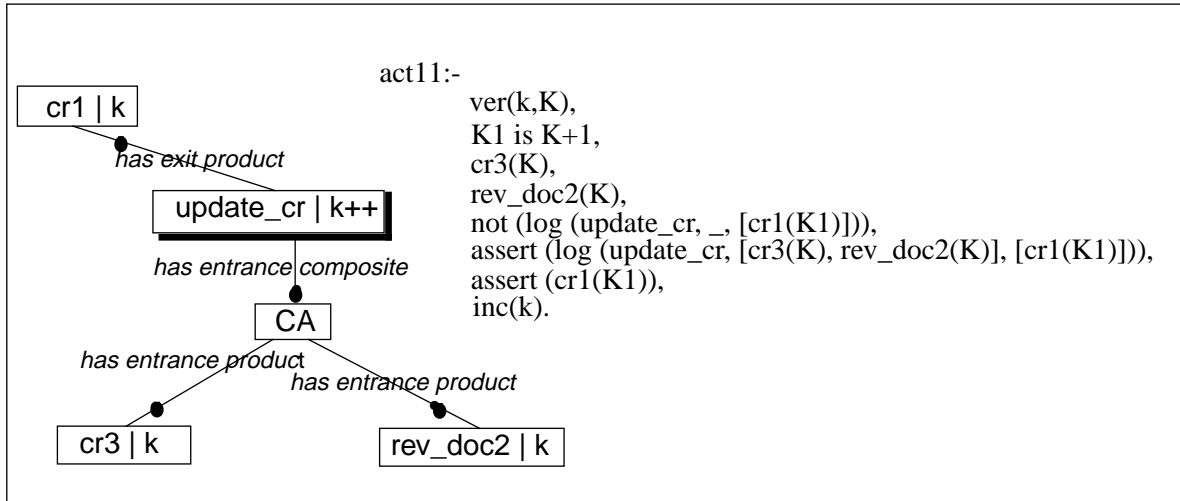 act11:-
ver(k,K),
K1 is K+1,
cr3(K),
rev_doc2(K),
not (log (update_cr, _, [cr1(K1)])),
assert (log (update_cr, [cr3(K), rev_doc2(K)], [cr1(K1)])),
assert (cr1(K1)),
inc(k).
cr1 | k
has exit product
update_cr | k++
has entrance composite
CA
has entrance product
has entrance product
cr3 | k
rev_doc2 | k